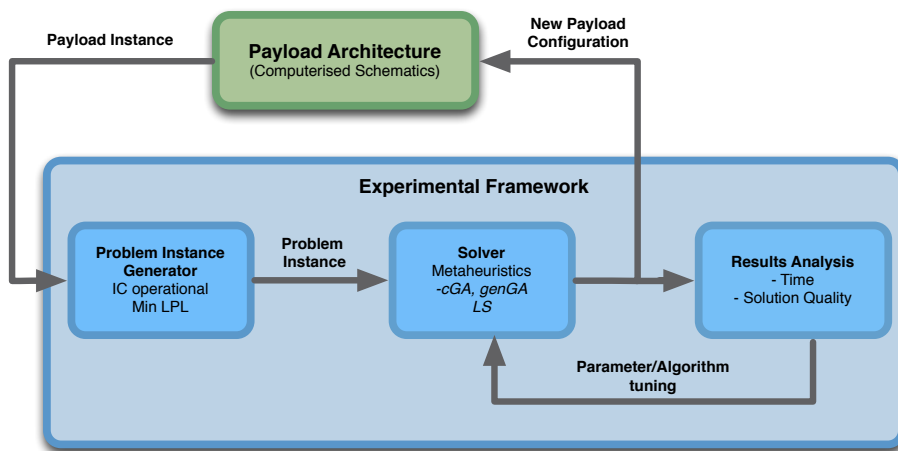 Payload Instance
Payload Architecture
(Computerised Schematics)
New Payload
Configuration
Experimental Framework
Problem Instance
Generator
IC operational
Min LPL
Problem
Instance
Solver
Metaheuristics
-cGA, genGA
LS
Results Analysis
- Time
- Solution Quality
Parameter/Algorithm
tuning